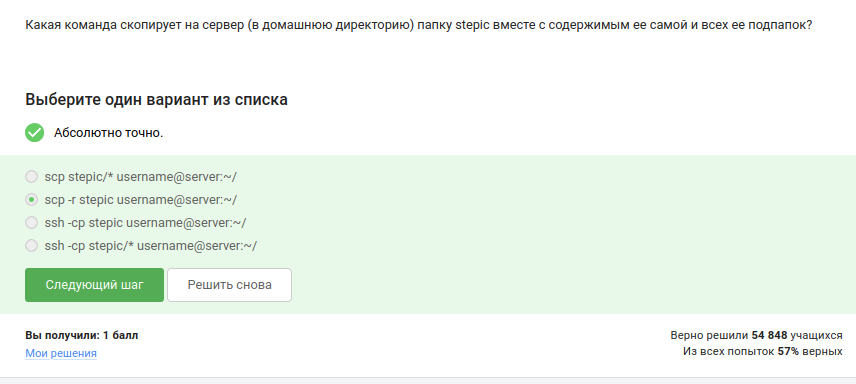 Какая команда скопирует на сервер (в домашнюю директорию) папку stepic вместе с содержимым ее самой и всех ее подпапок?
Выберите один вариант из списка
Абсолютно точно.
scp stepic/* username@server:~/
scp -r stepic username@server:~/
ssh -cp stepic username@server:~/
ssh -cp stepic/* username@server:~/
Следующий шаг
Решить снова
Вы получили: 1 балл
Верно решили 54 848 учащихся
Мои решения
Из всех попыток 57% верных